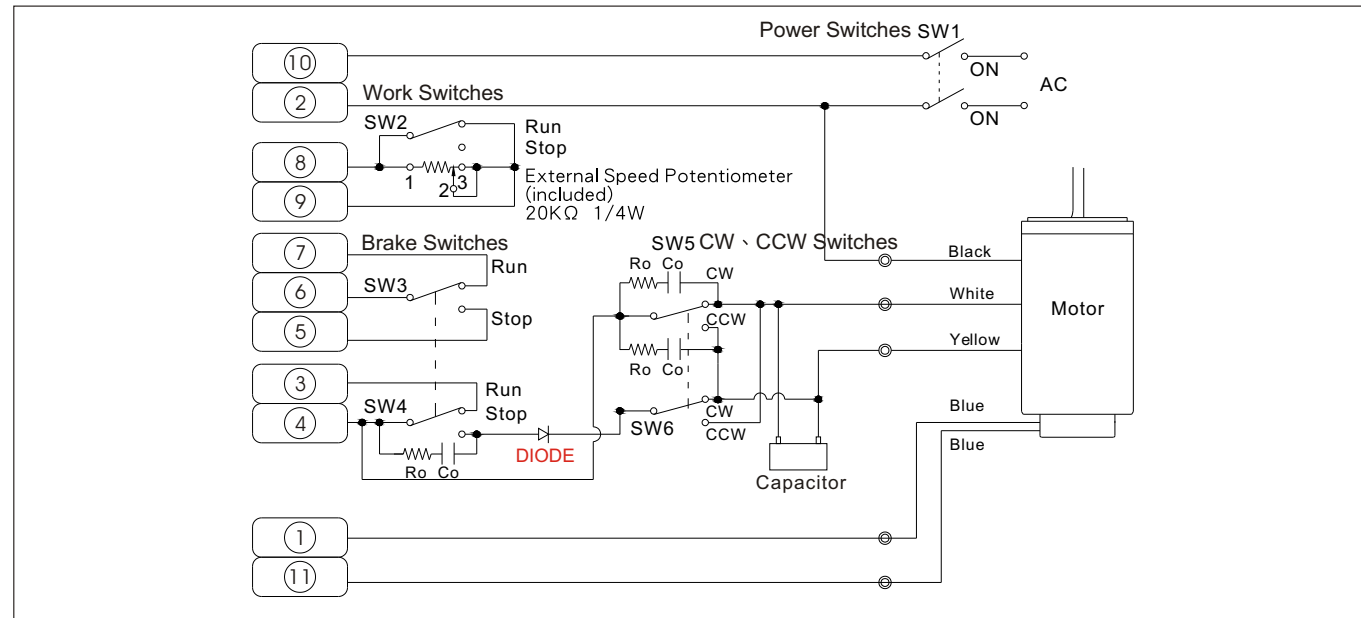 Power Switches SW1
10
ON
AC
2
Work Switches
ON
SW2
Run
Stop
8
1
2
3
External Speed Potentiometer
(included)
20KΩ 1/4W
9
7
Brake Switches
SW5 CW、CCW Switches
Run
Ro Co
CW
Black
6
SW3
White
Motor
Stop
CCW
5
Yellow
Ro Co
3
Run
4
SW4
Stop
CW
SW6
CCW
Blue
DIODE
Blue
Ro Co
Capacitor
1
11